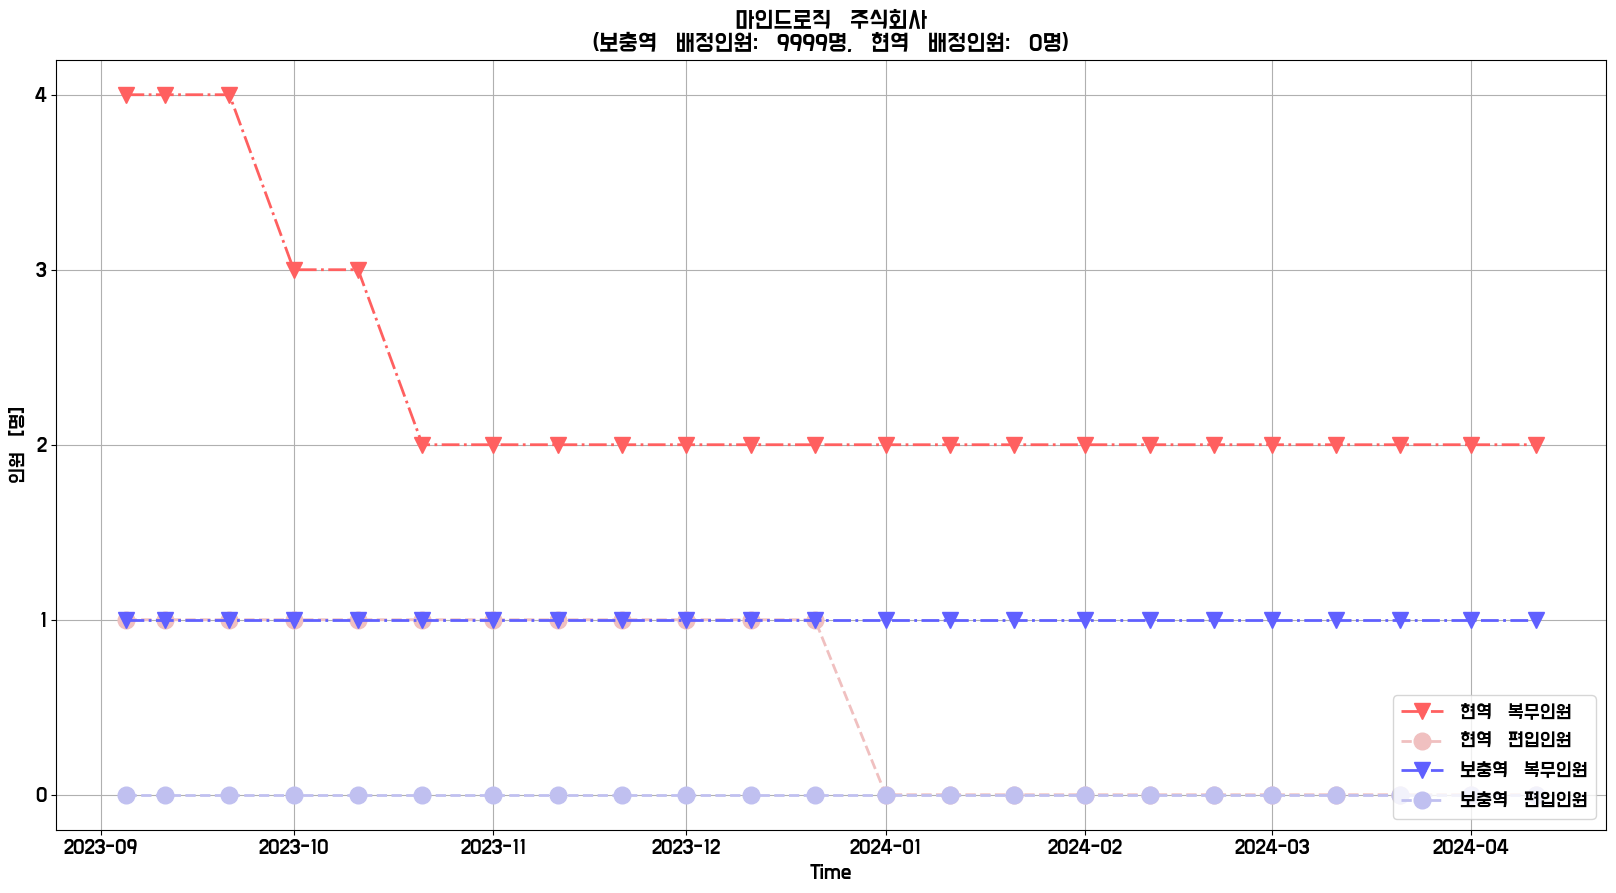 마인드로직 주식회사
(보충역 배정인원: 9999명, 현역 배정인원: 0명)
인원 [명]
4
3
2
1
0
현역 복무인원
현역 편입인원
보충역 복무인원
보충역 편입인원
2023-09 2023-10 2023-11 2023-12 2024-01 2024-02 2024-03 2024-04
Time